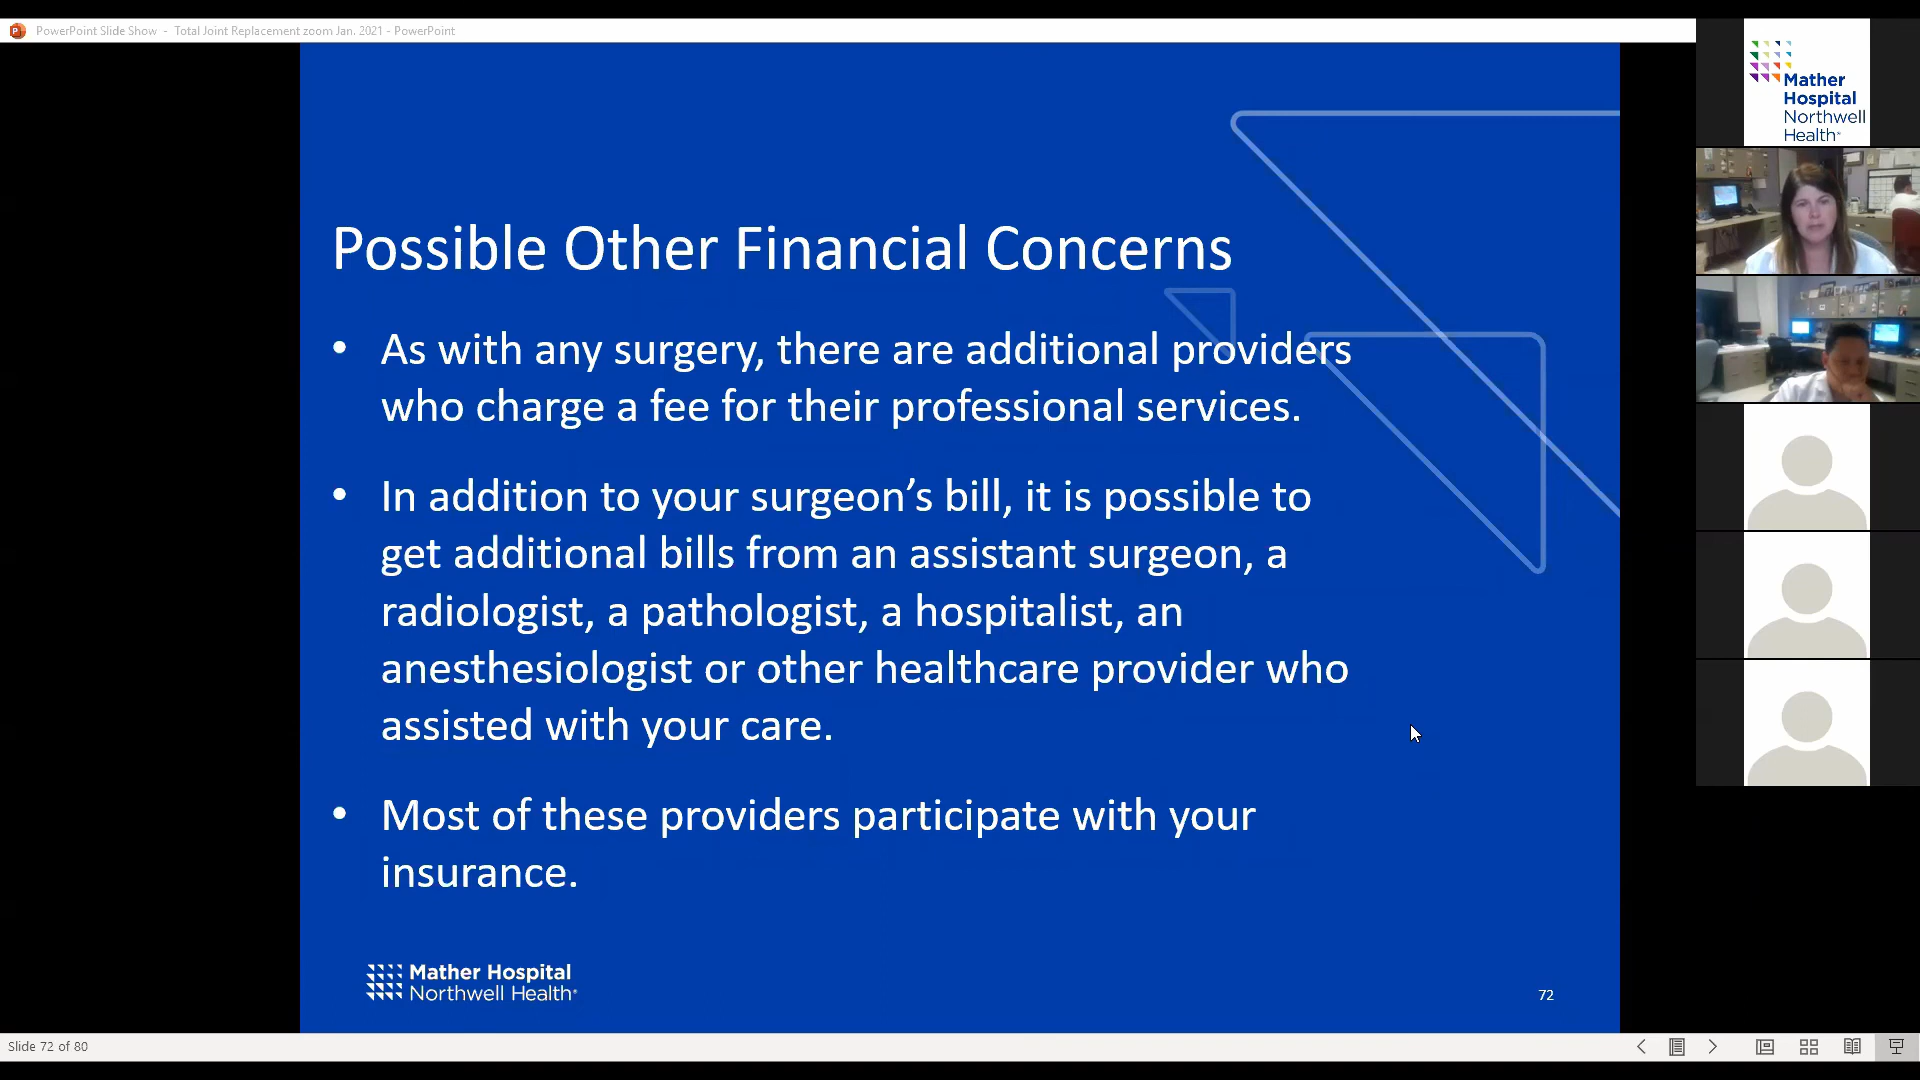 PowerPoint Slide Show - Total Joint Replacement zoom Jan. 2021 - PowerPoint
Mather
Hospital
Northwell
Health®
Possible Other Financial Concerns
• As with any surgery, there are additional providers
who charge a fee for their professional services.
• In addition to your surgeon’s bill, it is possible to
get additional bills from an assistant surgeon, a
radiologist, a pathologist, a hospitalist, an
anesthesiologist or other healthcare provider who
assisted with your care.
• Most of these providers participate with your
insurance.
Mather Hospital
Northwell Health®
72
Slide 72 of 80